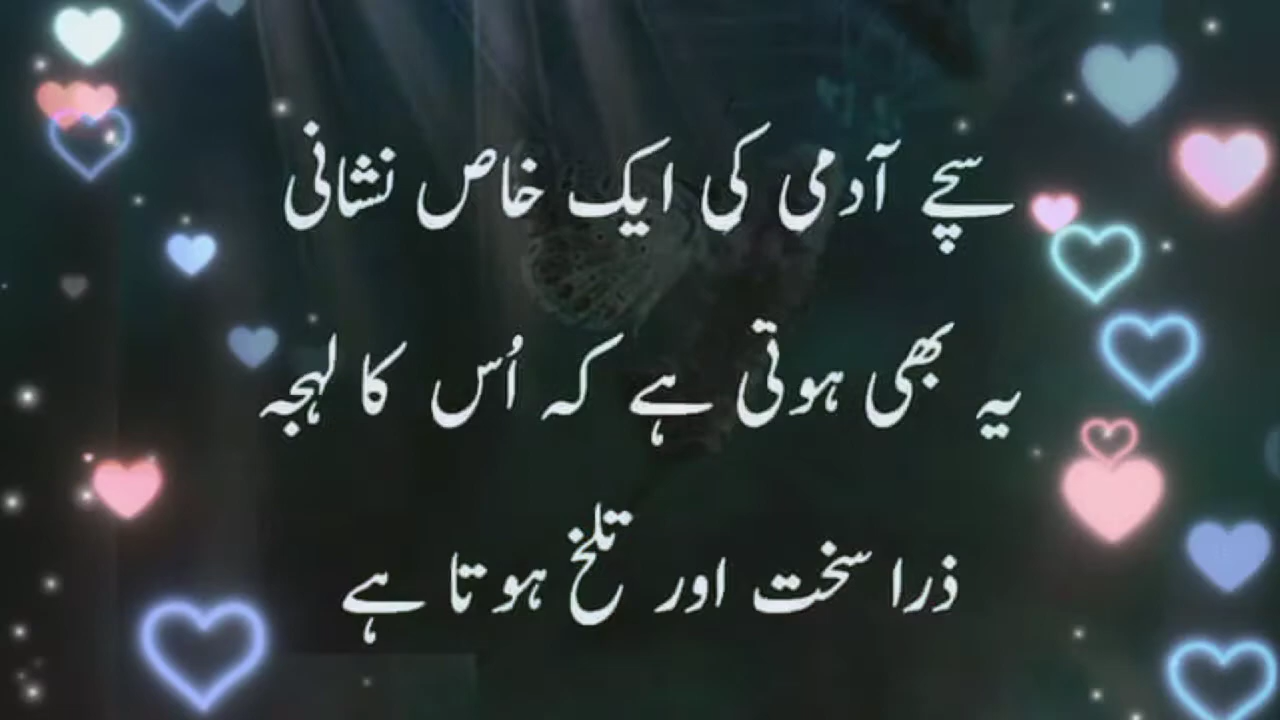 سچے آدمی کی ایک خاص نشانی
یہ بھی ہوتی ہے کہ اُس کا لہجہ
ذرا سخت اور تلخ ہوتا ہے